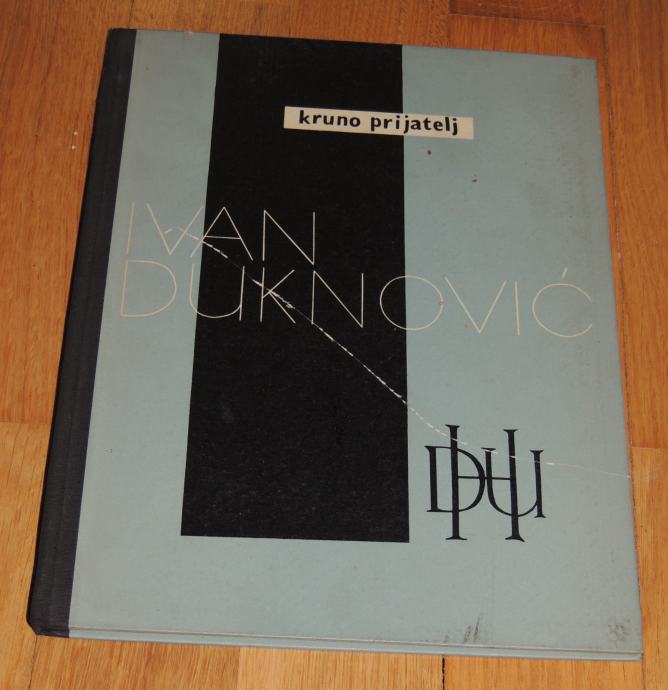 kruno prijatelj
IVAN
DUKNOVIĆ
DHU